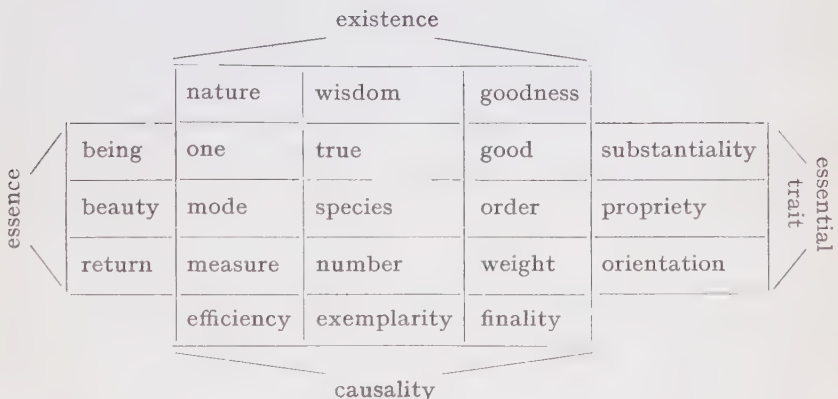 existence
nature wisdom goodness
being one true good substantiality
essence beauty mode species order propriety essential trait
return measure number weight orientation
efficiency exemplarity finality
causality